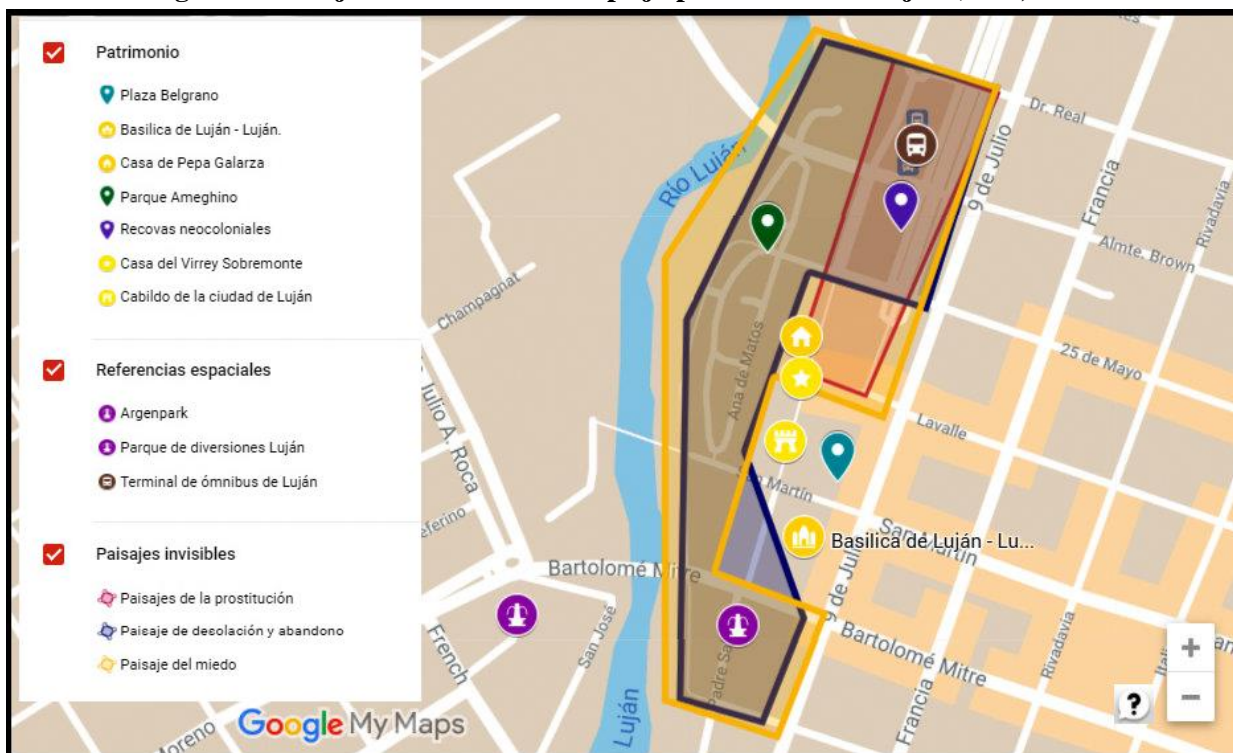 Patrimonio
Plaza Belgrano
Basilica de Luján - Luján.
Casa de Pepa Galarza
Parque Ameghino
Recovas neocoloniales
Casa del Virrey Sobremonte
Cabildo de la ciudad de Luján
Referencias espaciales
Argenpark
Parque de diversiones Luján
Terminal de ómnibus de Luján
Paisajes invisibles
Paisajes de la prostitución
Paisaje de desolación y abandono
Paisaje del miedo
Google My Maps
Río Luján
Dr. Real
9 de Julio
Francia
Rivadavia
Almte. Brown
Champagnat
25 de Mayo
Ana de Matos
Julio A. Roca
Lavalle
Martín
San Martín
Basilica de Luján - Lu...
Bartolomé Mitre
9 de Julio
Bartolomé Mitre
French
San José
Rivadavia
Francia
Luján
Moreno
+
?
−